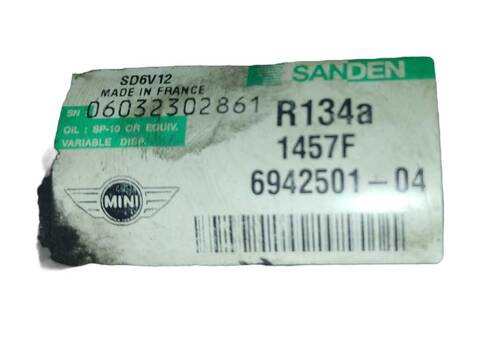 SANDEN
SD6V12
MADE IN FRANCE
SN 06032302861
R134a
OIL : SP-10 OR EQUIV.
VARIABLE DISP.
1457F
6942501-04
MINI